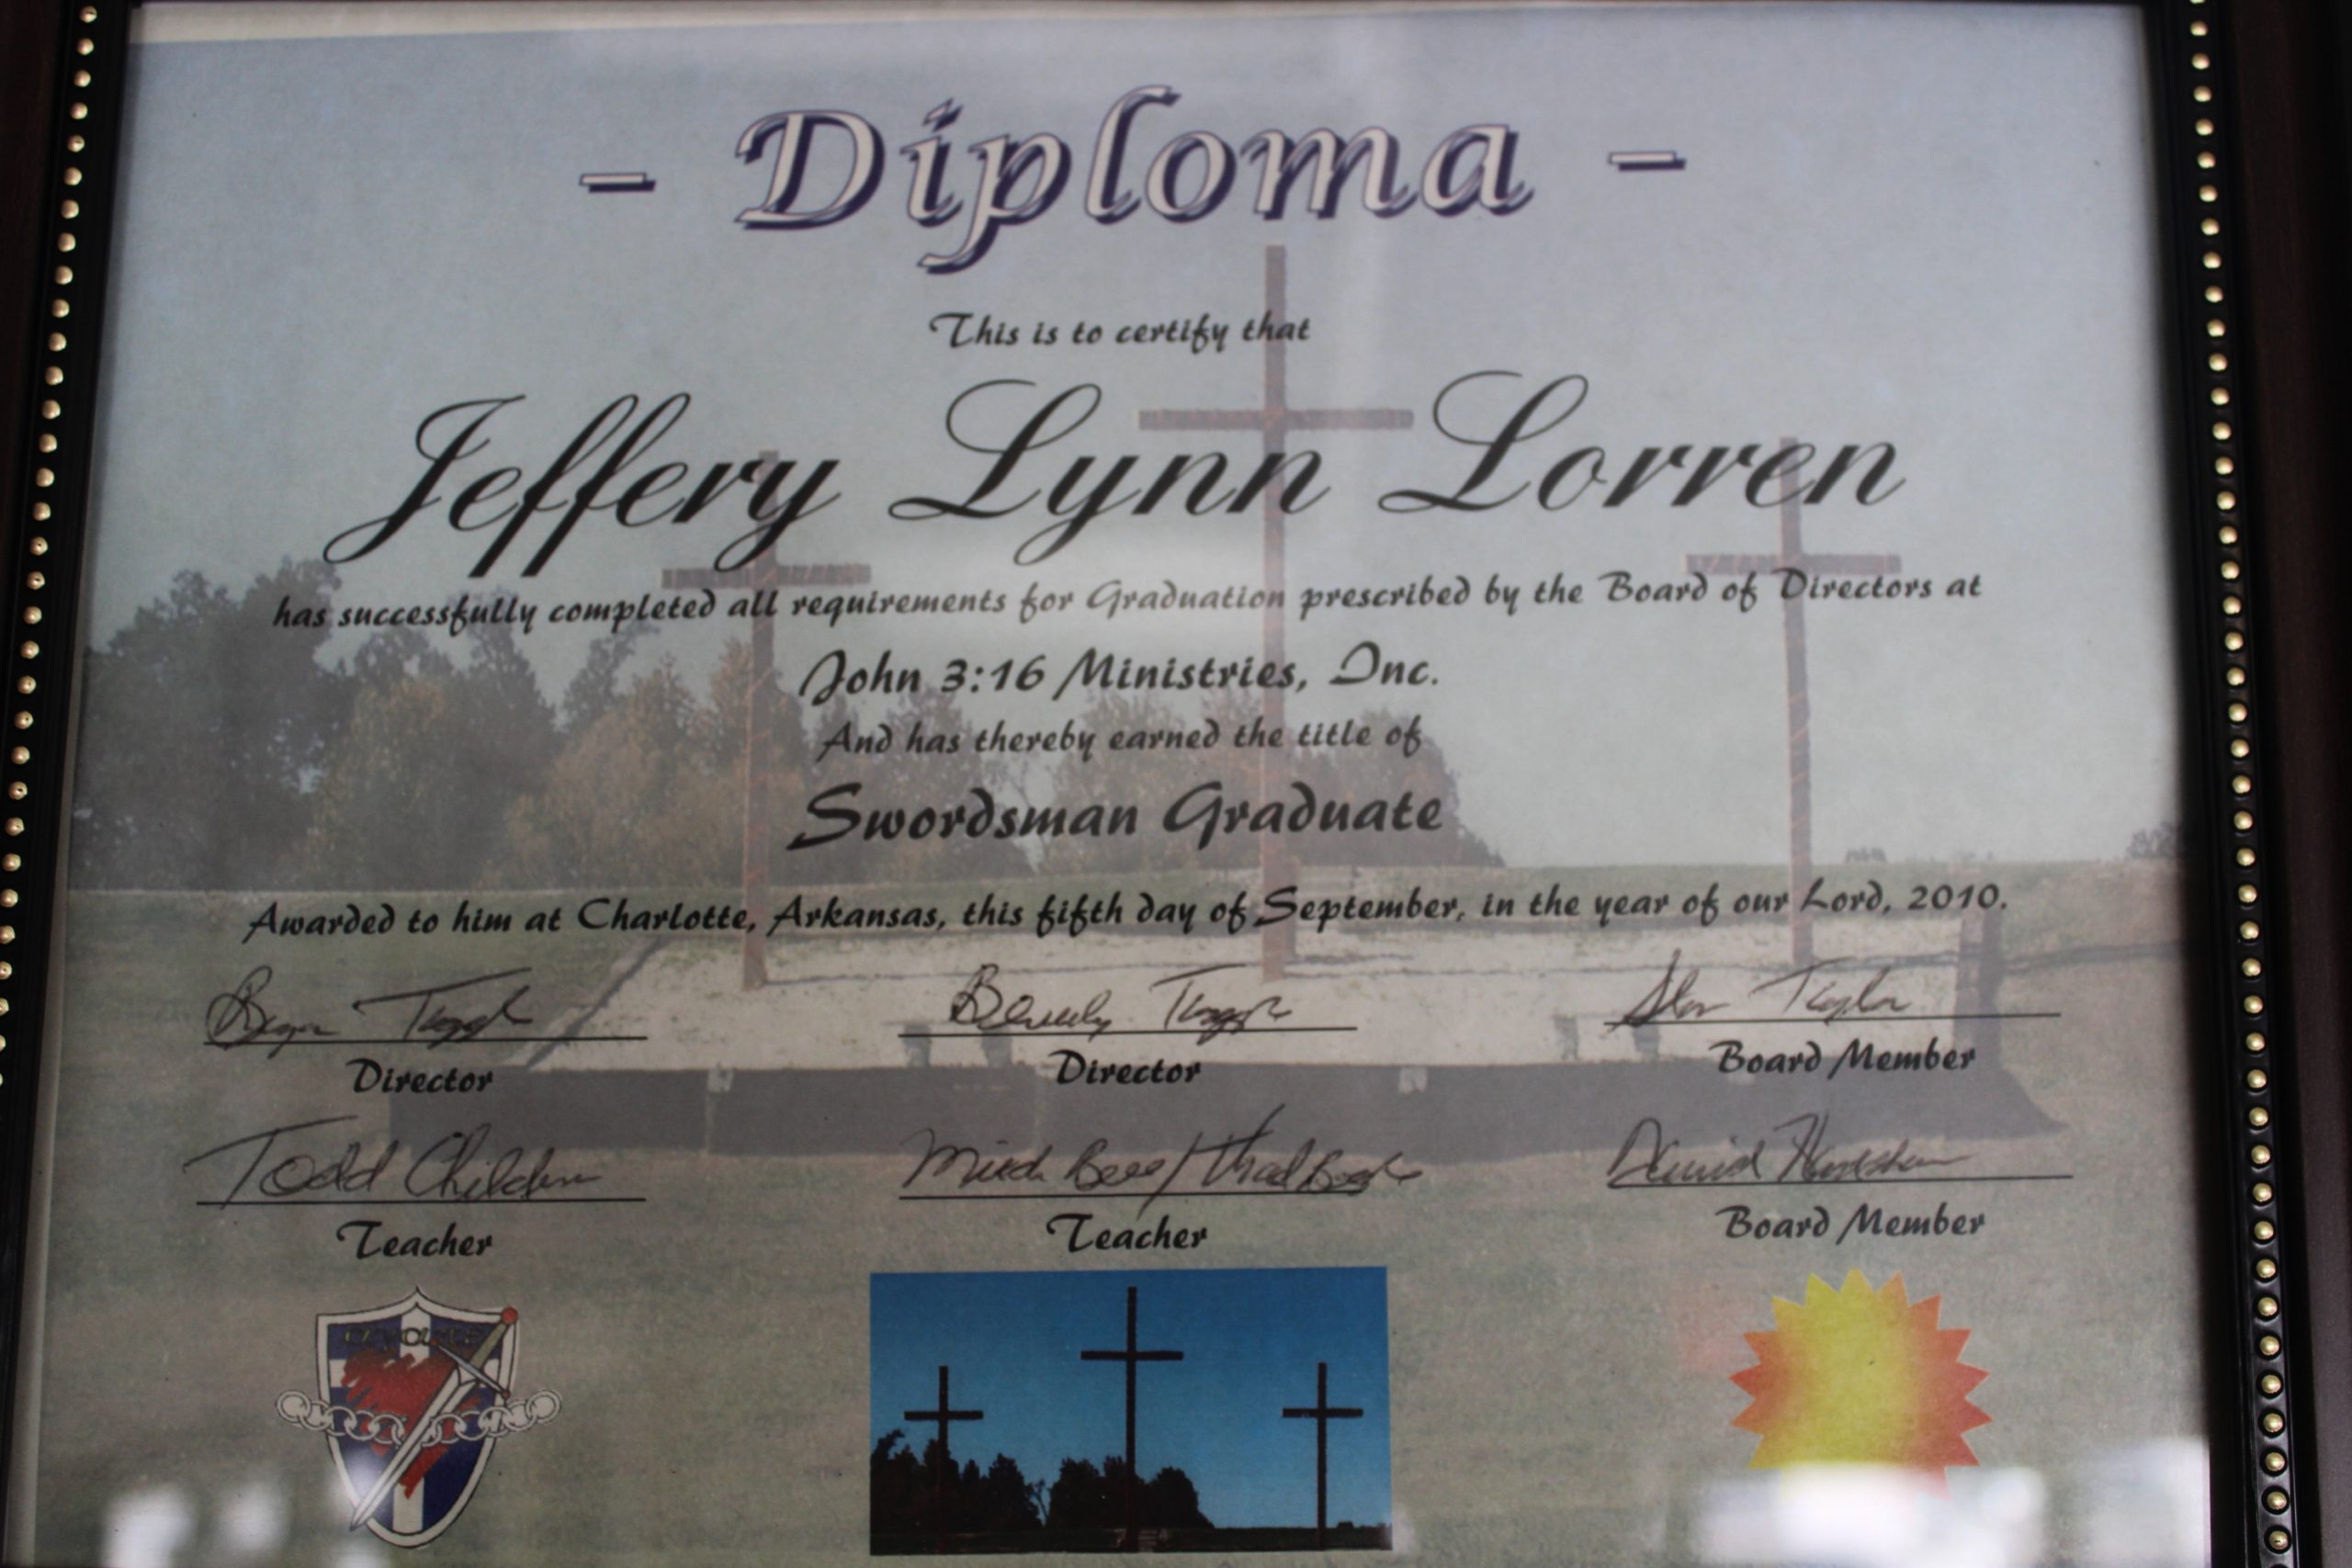 - Diploma -
This is to certify that
Jeffery Lynn Lorren
has successfully completed all requirements for Graduation prescribed by the Board of Directors at
John 3:16 Ministries, Inc.
And has thereby earned the title of
Swordsman Graduate
Awarded to him at Charlotte, Arkansas, this fifth day of September, in the year of our Lord, 2010.
Beverly
Director Director Board Member
Todd
Teacher Teacher Board Member